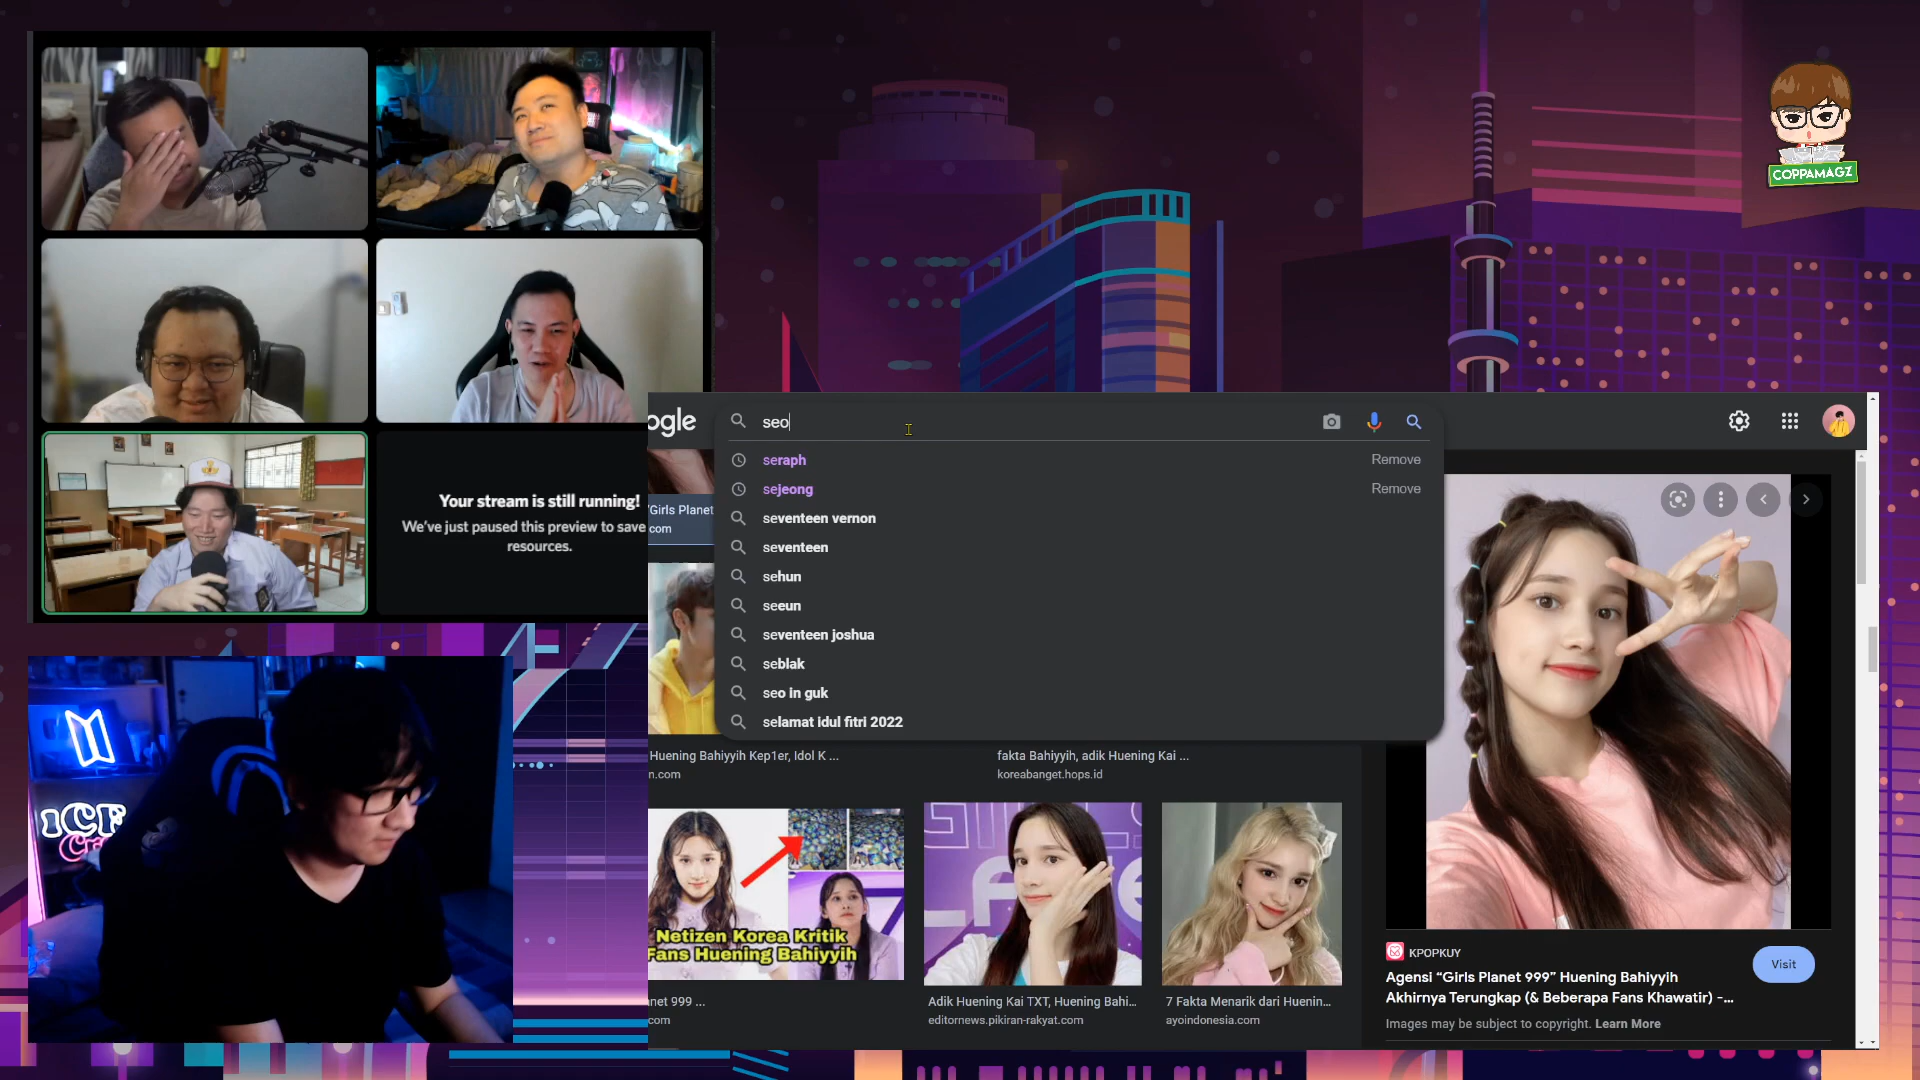 COPPAMAGZ
Your stream is still running!
We've just paused this preview to save
resources.
ogle
seo
seraph
Remove
sejeong
Remove
seventeen vernon
seventeen
sehun
seeun
seventeen joshua
seblak
seo in guk
selamat idul fitri 2022
'Girls Planet
com
Huening Bahiyyih Kep1er, Idol K ...
n.com
fakta Bahiyyih, adik Huening Kai ...
koreabanget.hops.id
Netizen Korea Kritik
Fans Huening Bahiyyih
net 999 ...
com
Adik Huening Kai TXT, Huening Bahi...
editornews.pikiran-rakyat.com
7 Fakta Menarik dari Huenin...
ayoindonesia.com
KPOPKUY
Agensi “Girls Planet 999” Huening Bahiyyih
Akhirnya Terungkap (& Beberapa Fans Khawatir) -...
Visit
Images may be subject to copyright. Learn More
ICF